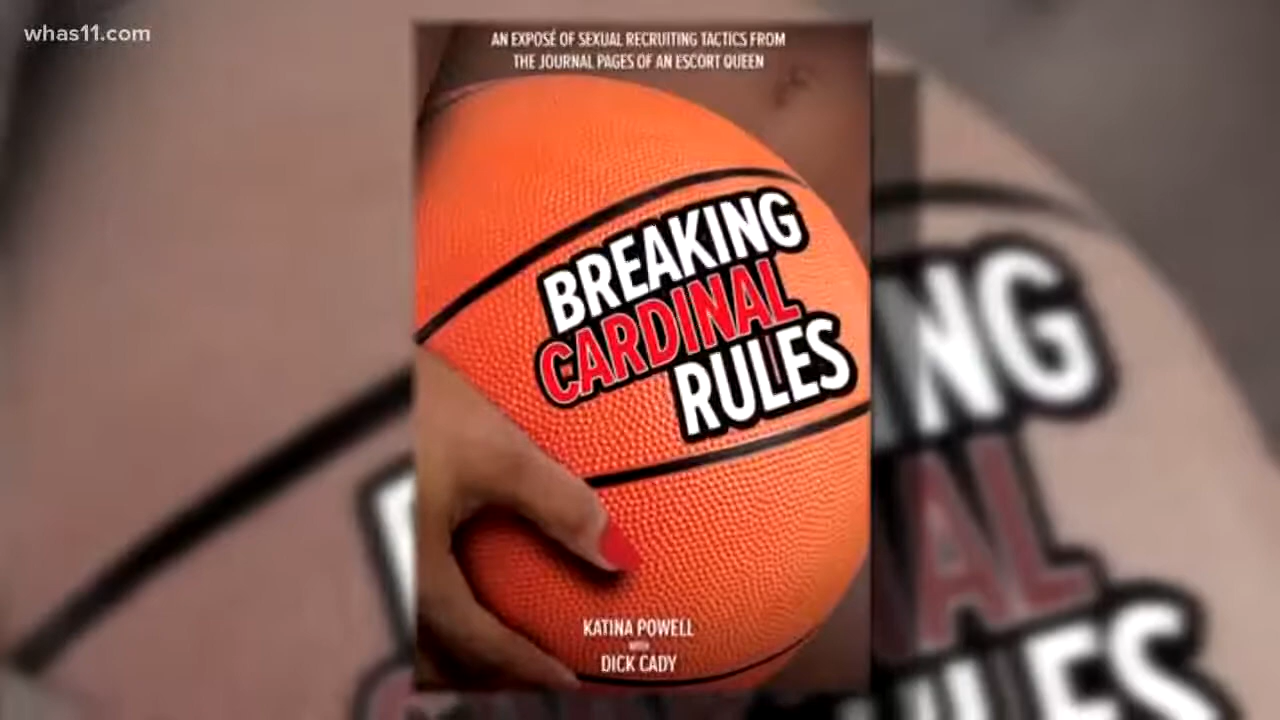 whas11.com
AN EXPOSÉ OF SEXUAL RECRUITING TACTICS FROM
THE JOURNAL PAGES OF AN ESCORT QUEEN
BREAKING
CARDINAL
RULES
KATINA POWELL
WITH
DICK CADY